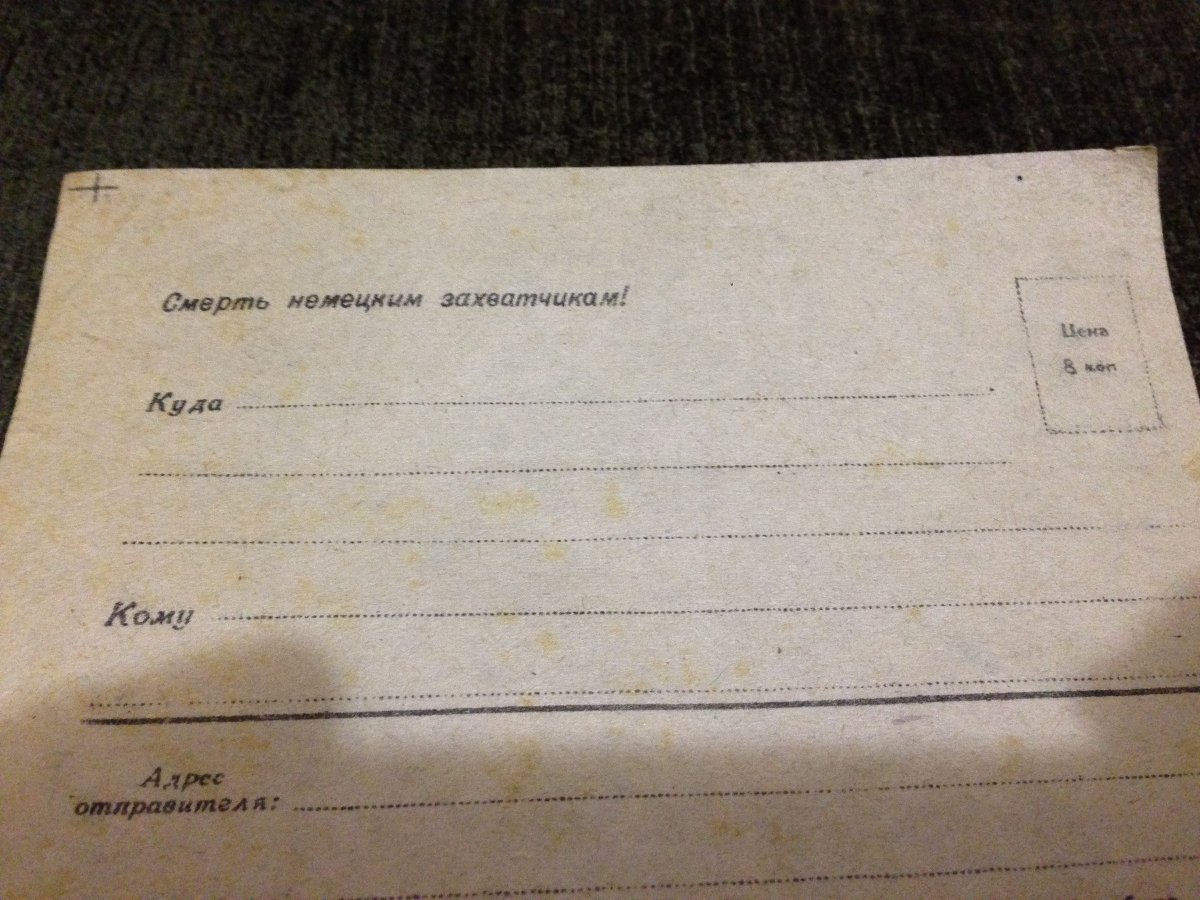 Смерть немецким захватчикам!
Цена
8 коп
Куда
Кому
Адрес
отправителя: